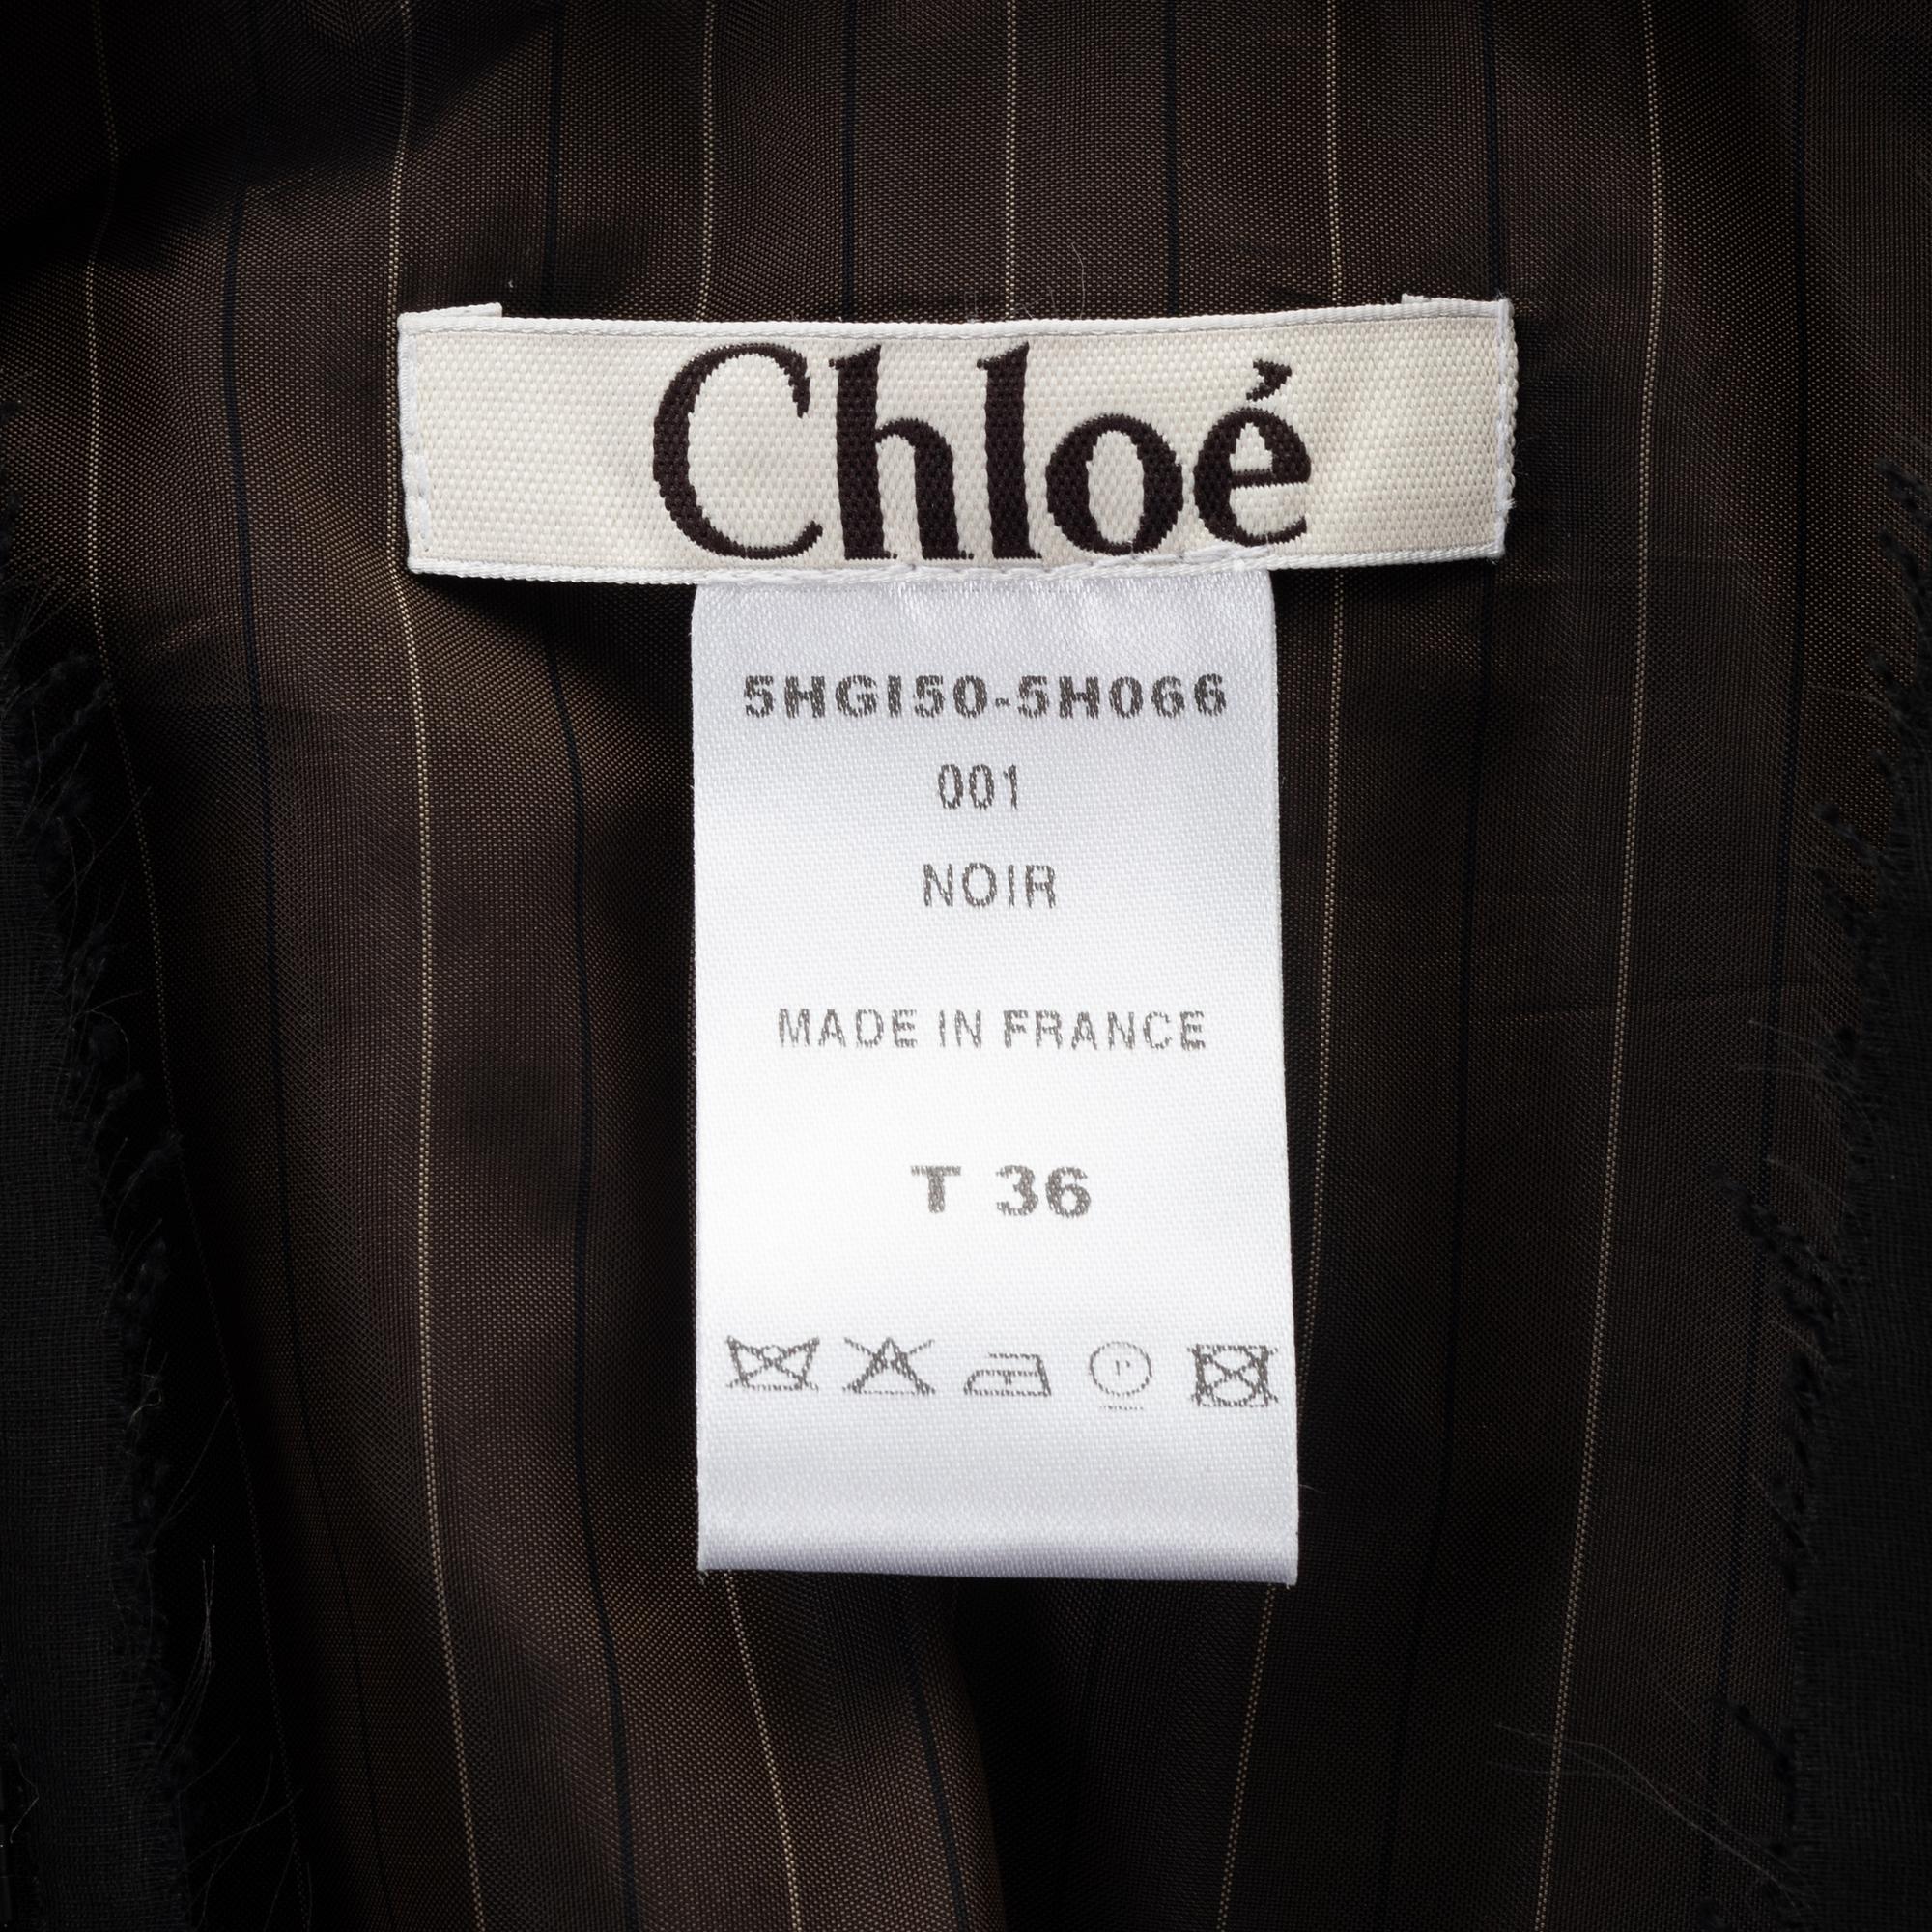 Chloé
5HGI50-5H066
001
NOIR
MADE IN FRANCE
T 36
P